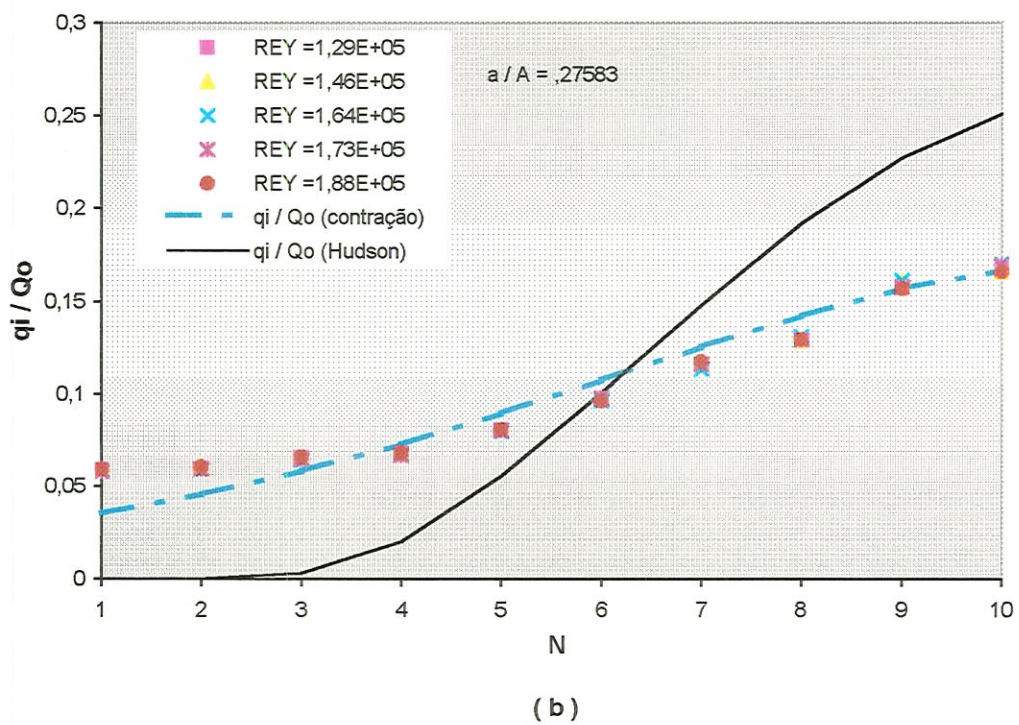 0,3
0,25
0,2
0,15
0,1
0,05
0
qi / Qo
REY =1,29E+05
REY =1,46E+05
REY =1,64E+05
REY =1,73E+05
REY =1,88E+05
qi / Qo (contração)
qi / Qo (Hudson)
a / A = ,27583
1 2 3 4 5 6 7 8 9 10
N
( b )